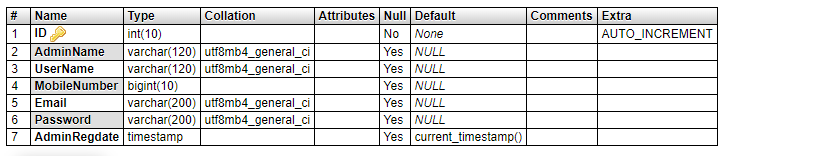 # Name Type Collation Attributes Null Default Comments Extra
1 ID int(10) No None AUTO_INCREMENT
2 AdminName varchar(120) utf8mb4_general_ci Yes NULL
3 UserName varchar(120) utf8mb4_general_ci Yes NULL
4 MobileNumber bigint(10) Yes NULL
5 Email varchar(200) utf8mb4_general_ci Yes NULL
6 Password varchar(200) utf8mb4_general_ci Yes NULL
7 AdminRegdate timestamp Yes current_timestamp()